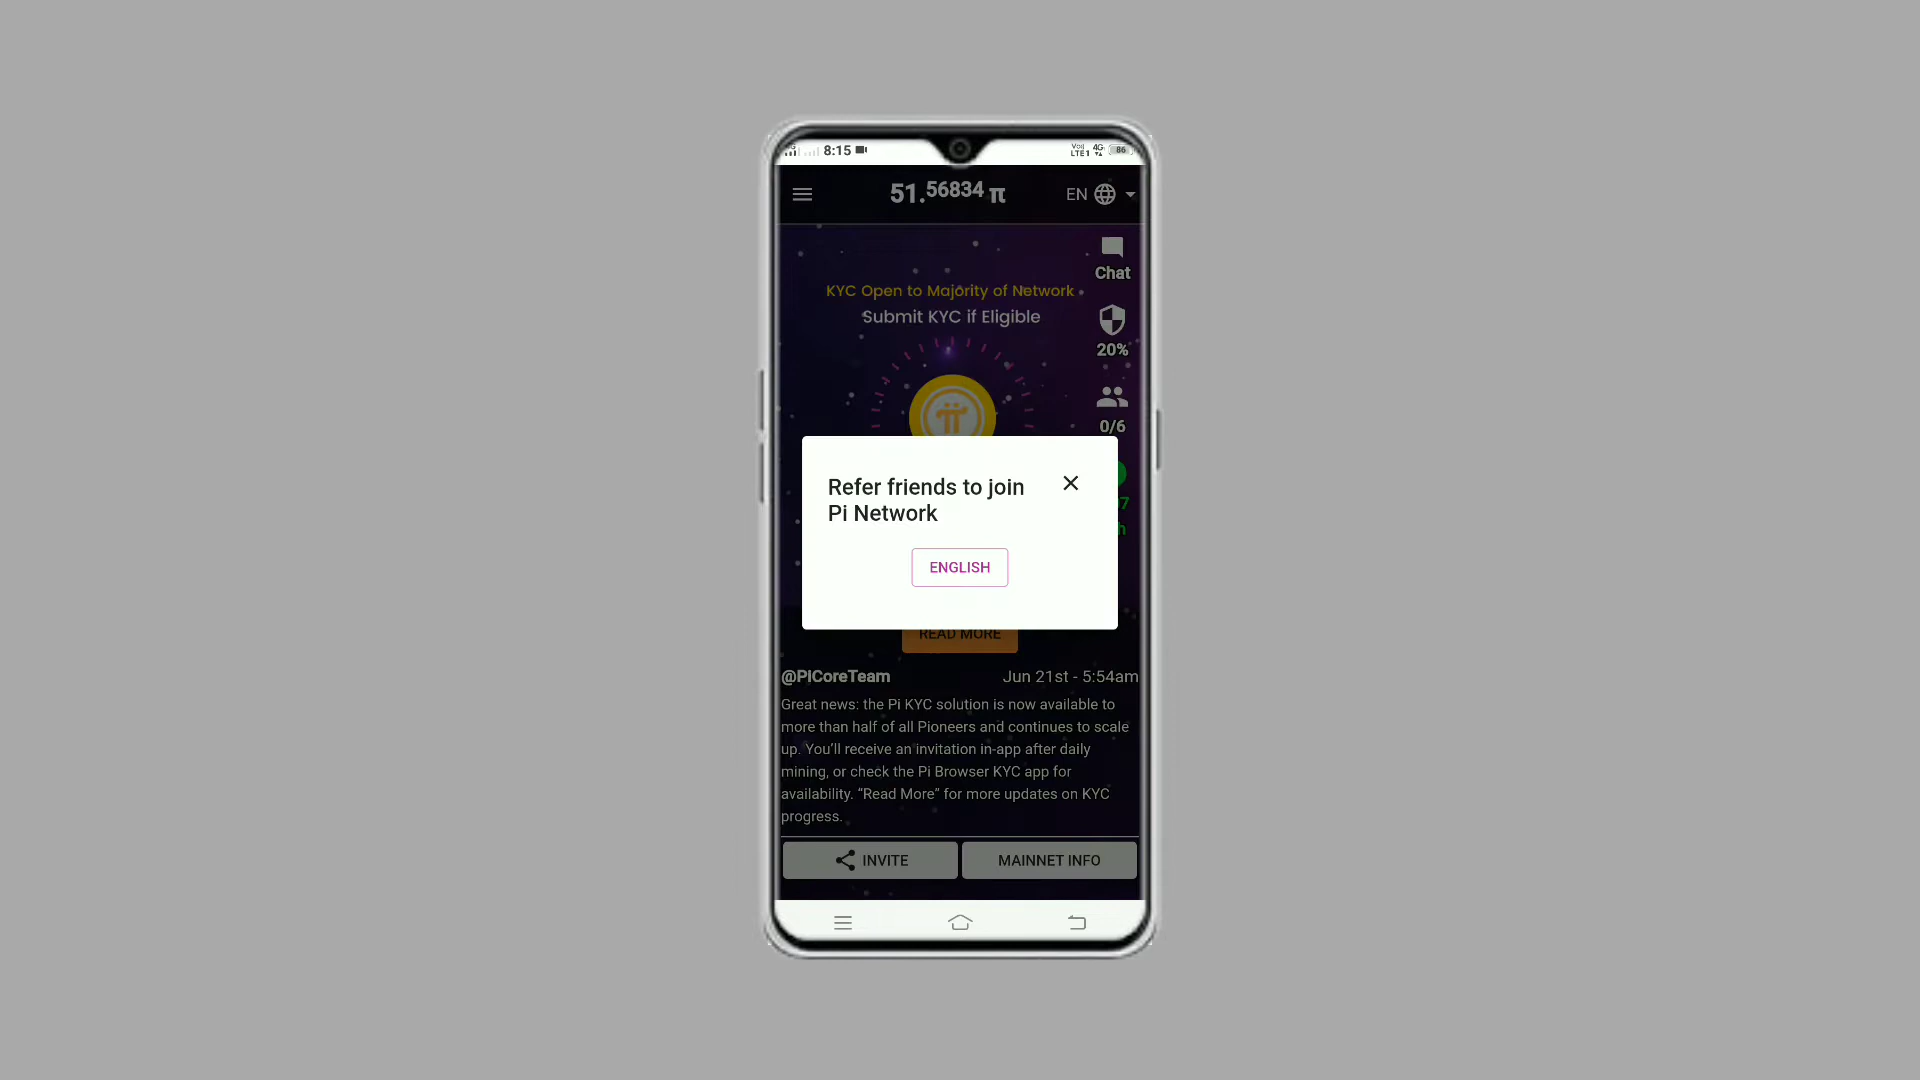 8:15
Voi) 4G
LTE1 86
51.56834 π
EN
Chat
KYC Open to Majority of Network
Submit KYC if Eligible
20%
0/6
Refer friends to join
Pi Network
ENGLISH
READ MORE
@PiCoreTeam Jun 21st - 5:54am
Great news: the Pi KYC solution is now available to
more than half of all Pioneers and continues to scale
up. You’ll receive an invitation in-app after daily
mining, or check the Pi Browser KYC app for
availability. “Read More” for more updates on KYC
progress.
INVITE MAINNET INFO